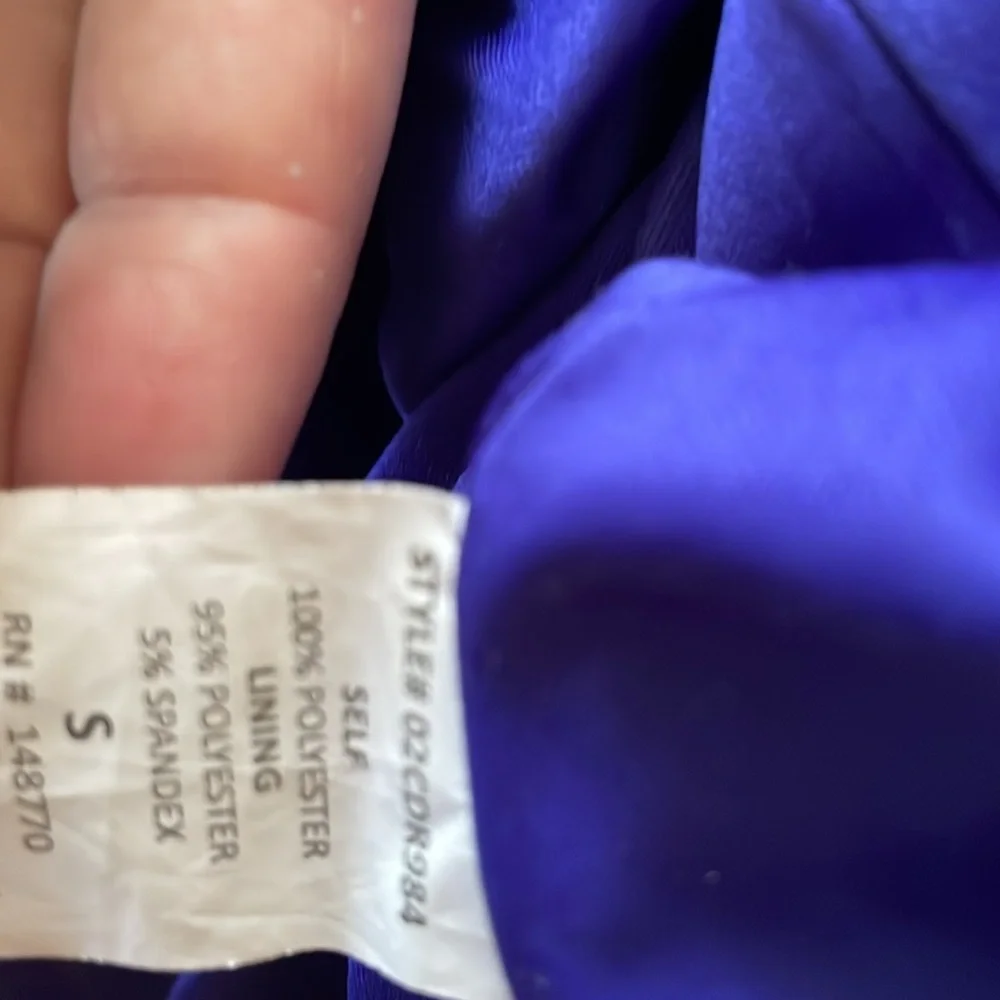 STYLE# 02CDR984
SELF
100% POLYESTER
LINING
95% POLYESTER
5% SPANDEX
S
RN # 148770